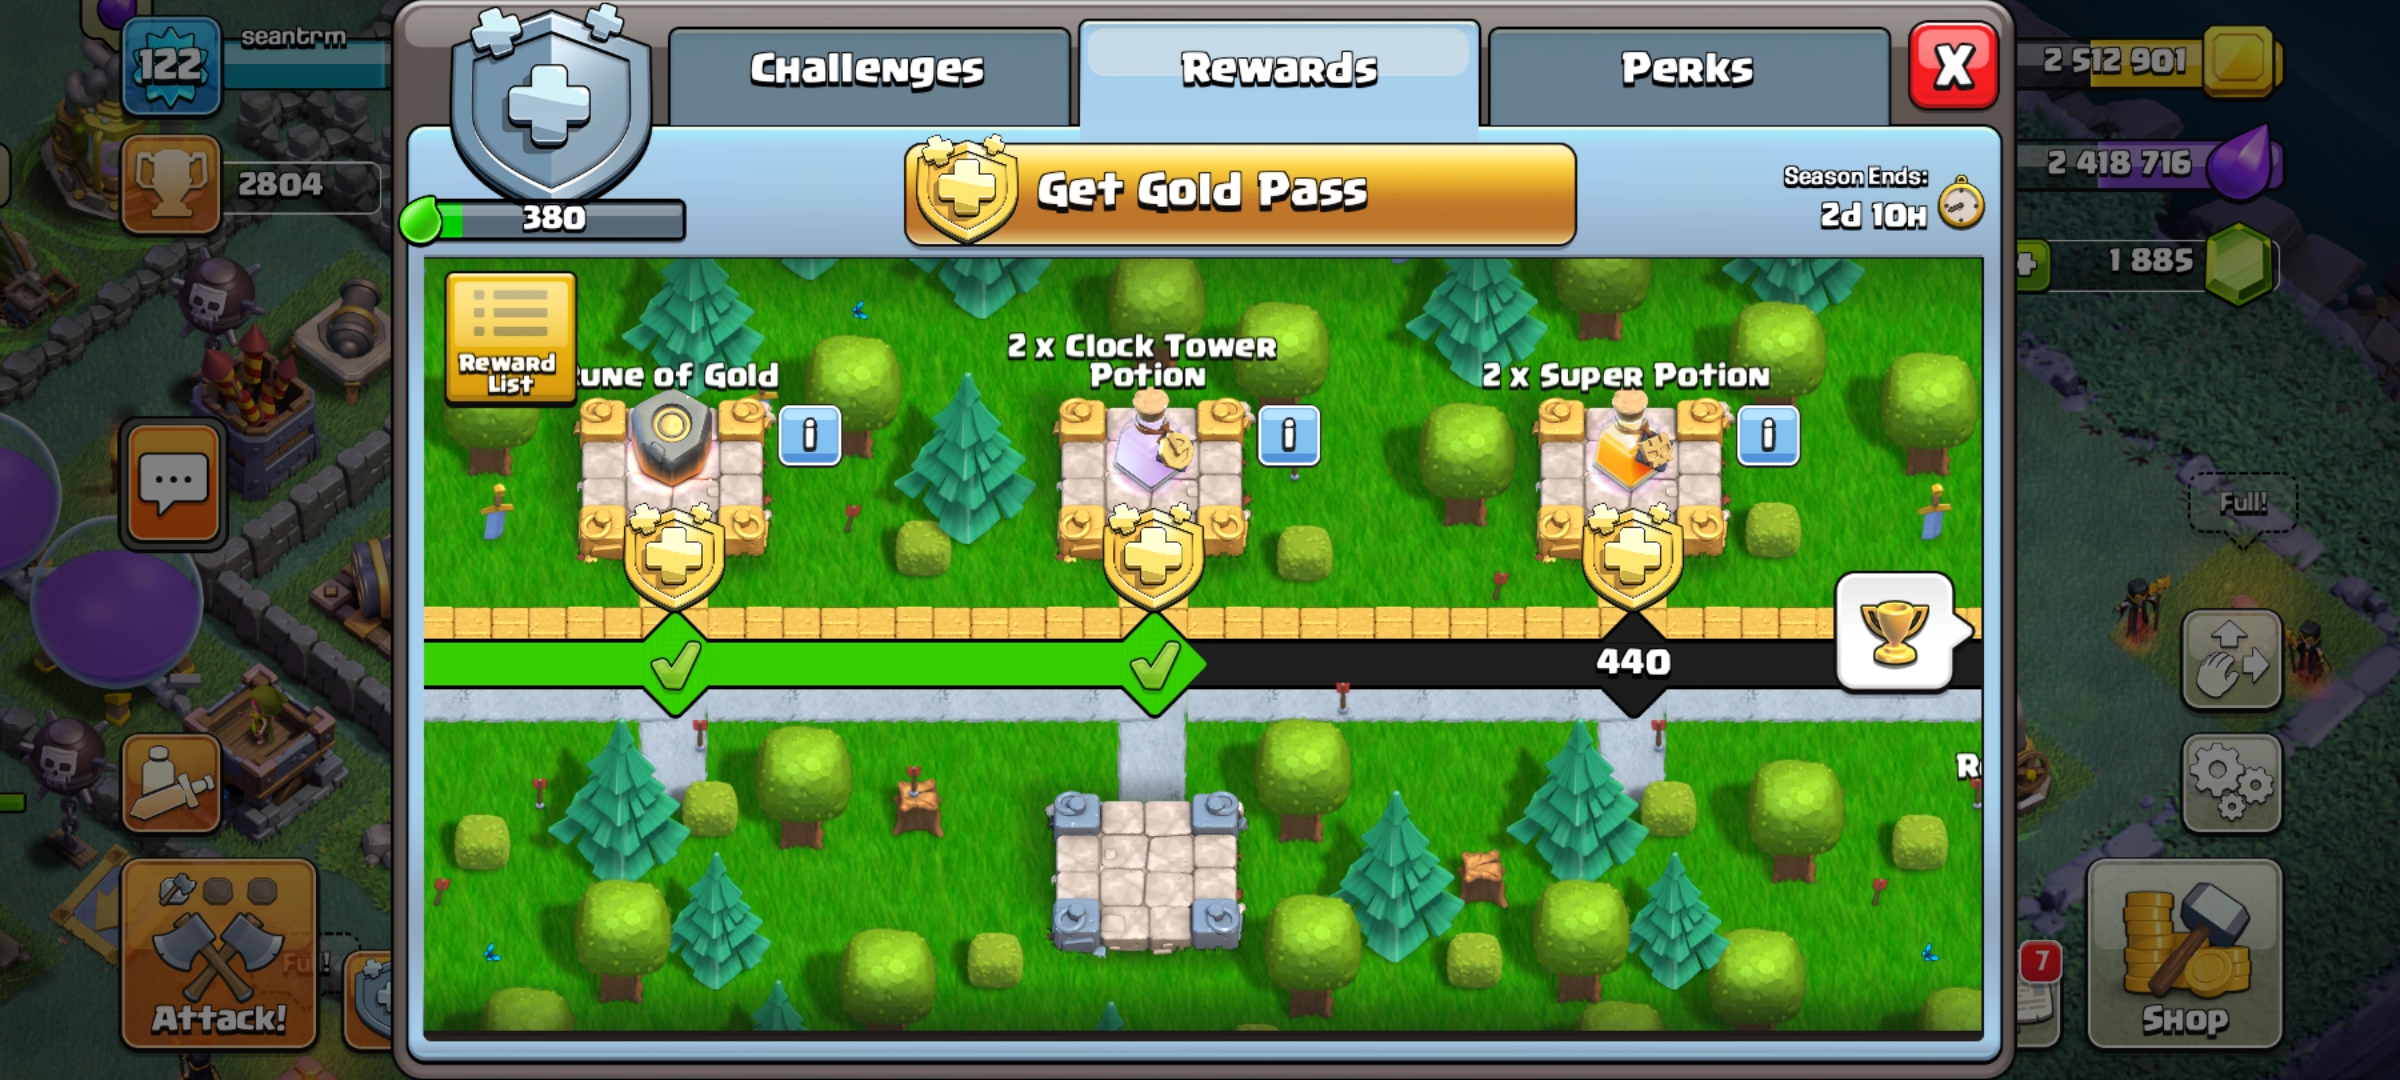 122
seantrm
2804
Challenges
Rewards
Perks
X
2 512 901
2 418 716
1 885
380
Get Gold Pass
Season Ends:
2d 10H
Reward
List
Rune of Gold
2 x Clock Tower
Potion
2 x Super Potion
i
i
i
440
Full!
Full!
Attack!
7
Shop